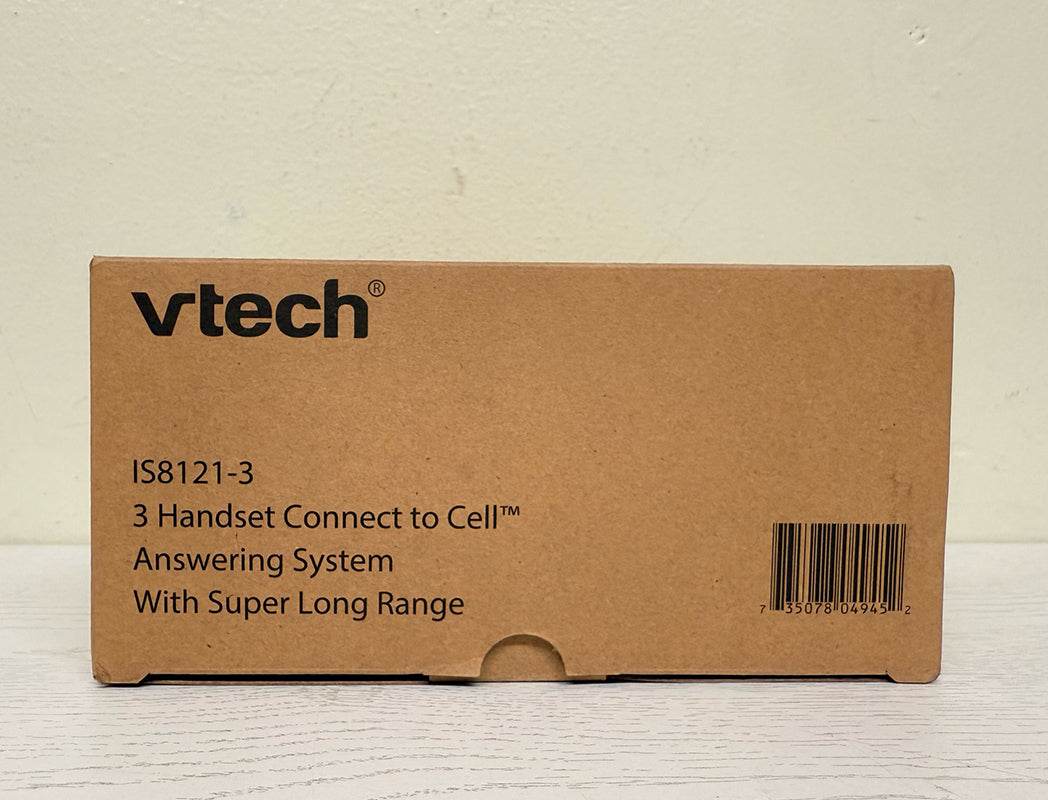 vtech®
IS8121-3
3 Handset Connect to Cell™
Answering System
With Super Long Range
7 35078 04945 2